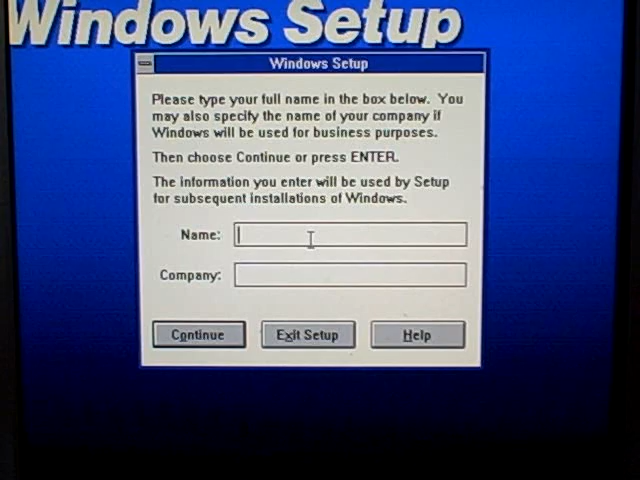 Windows Setup
Windows Setup
Please type your full name in the box below.  You
may also specify the name of your company if
Windows will be used for business purposes.
Then choose Continue or press ENTER.
The information you enter will be used by Setup
for subsequent installations of Windows.
Name:
Company:
Continue
Exit Setup
Help